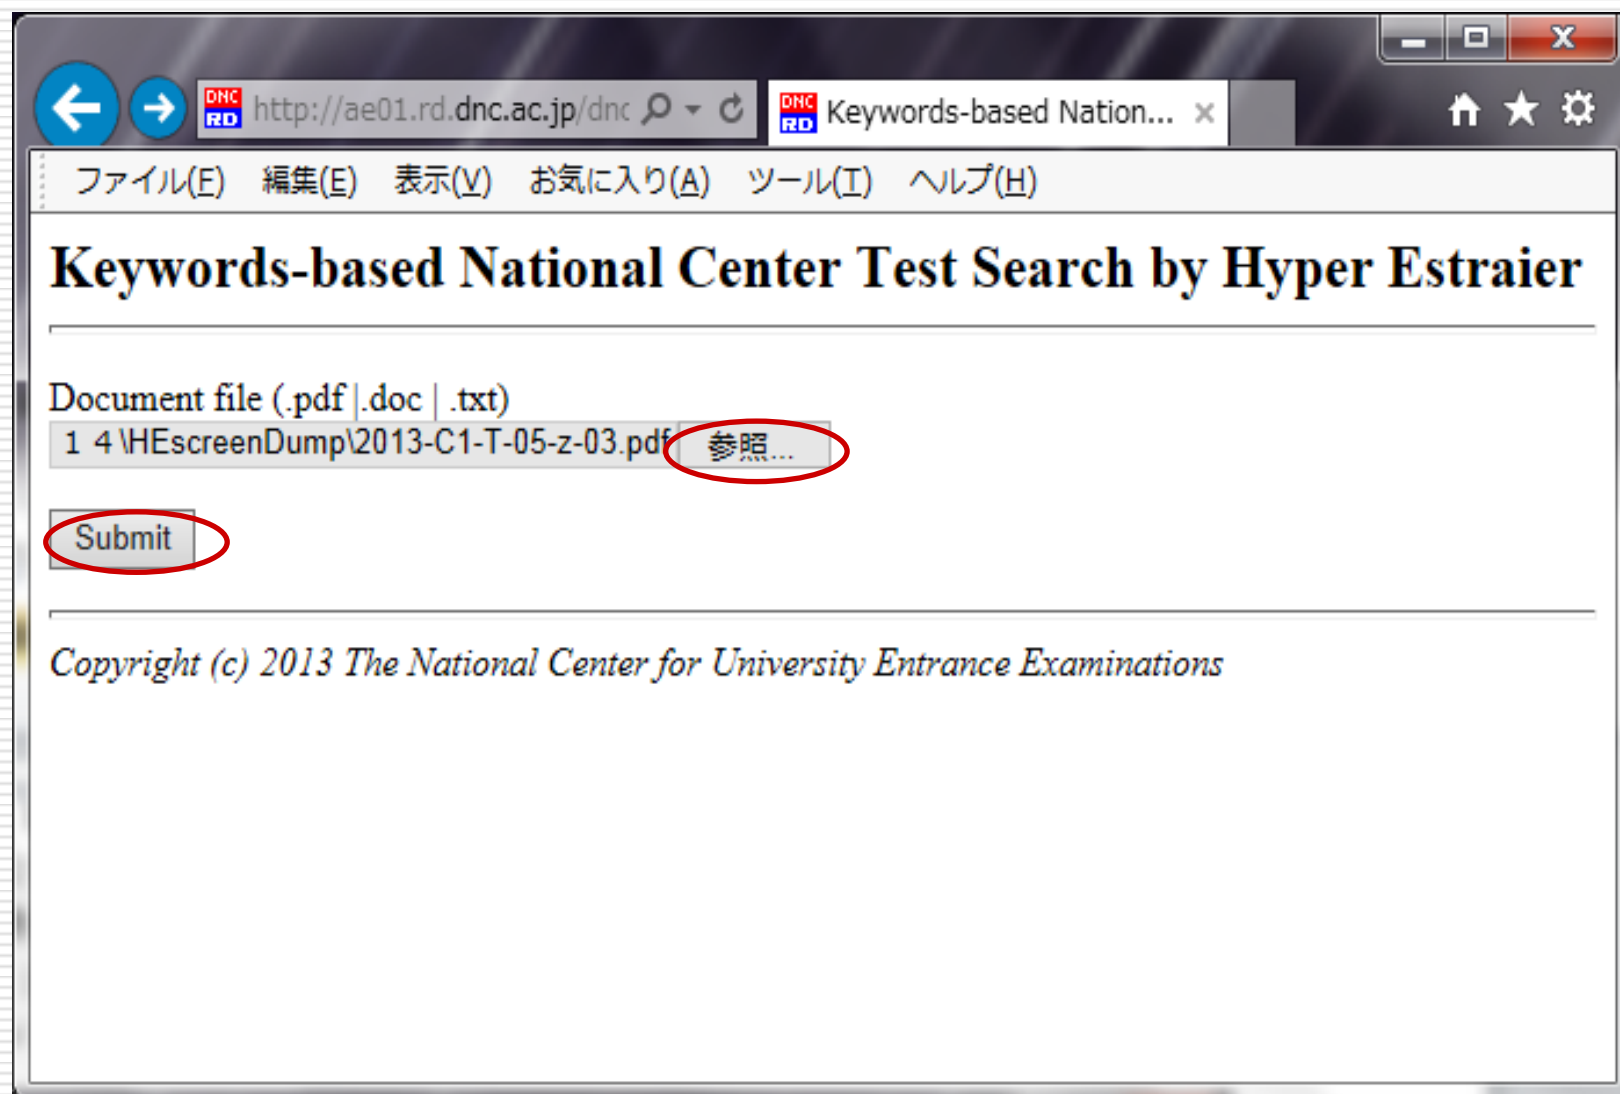 DNC RD http://ae01.rd.dnc.ac.jp/dnc DNC RD Keywords-based Nation...
ファイル(F) 編集(E) 表示(V) お気に入り(A) ツール(T) ヘルプ(H)
Keywords-based National Center Test Search by Hyper Estraier
Document file (.pdf |.doc | .txt)
１４\HEscreenDump\2013-C1-T-05-z-03.pdf 参照...
Submit
Copyright (c) 2013 The National Center for University Entrance Examinations